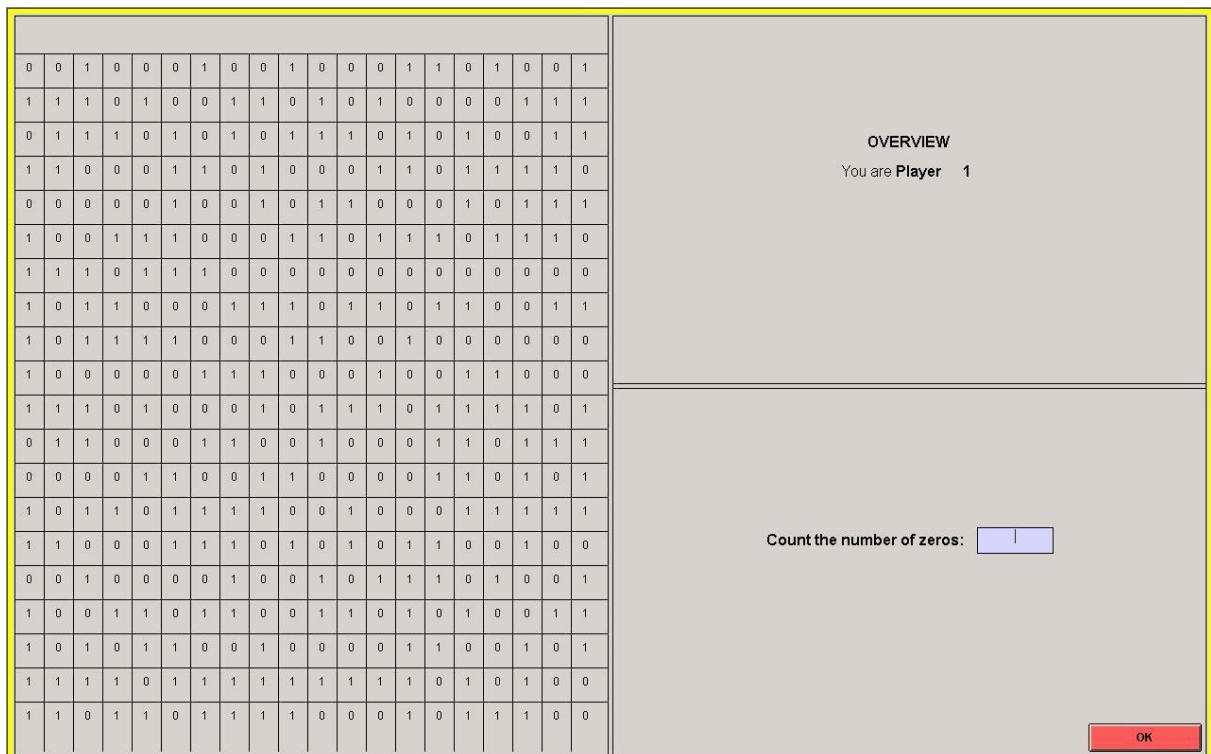 0 0 1 0 0 0 1 0 0 1 0 0 0 1 1 0 1 0 0 1
1 1 1 0 1 0 0 1 1 0 1 0 1 0 0 0 0 1 1 1
0 1 1 1 0 1 0 1 0 1 1 1 0 1 0 1 0 0 1 1
1 1 0 0 0 1 1 0 1 0 0 0 1 1 0 1 1 1 1 0
0 0 0 0 0 1 0 0 1 0 1 1 0 0 0 1 0 1 1 1
1 0 0 1 1 1 0 0 0 1 1 0 1 1 1 0 1 1 1 0
1 1 1 0 1 1 1 0 0 0 0 0 0 0 0 0 0 0 0 0
1 0 1 1 0 0 0 1 1 1 0 1 1 0 1 1 0 0 1 1
1 0 1 1 1 1 0 0 0 1 1 0 0 1 0 0 0 0 0 0
1 0 0 0 0 0 1 1 1 0 0 0 1 0 0 1 1 0 0 0
1 1 1 0 1 0 0 0 1 0 1 1 1 0 1 1 1 1 0 1
0 1 1 0 0 0 1 1 0 0 1 0 0 0 1 1 0 1 1 1
0 0 0 0 1 1 0 0 1 1 0 0 0 0 1 1 0 1 0 1
1 0 1 1 0 1 1 1 1 0 0 1 0 0 0 1 1 1 1 1
1 1 0 0 0 1 1 1 0 1 0 1 0 1 1 0 0 1 0 0
0 0 1 0 0 0 0 1 0 0 1 0 1 1 1 0 1 0 0 1
1 0 0 1 1 0 1 1 0 0 1 1 0 1 0 1 0 0 1 1
1 0 1 0 1 1 0 0 1 0 0 0 0 1 1 0 0 1 0 1
1 1 1 1 0 1 1 1 1 1 1 1 1 1 0 1 0 1 0 0
1 1 0 1 1 0 1 1 1 1 0 0 0 1 0 1 1 1 0 0
OVERVIEW
You are Player 1
Count the number of zeros:
OK